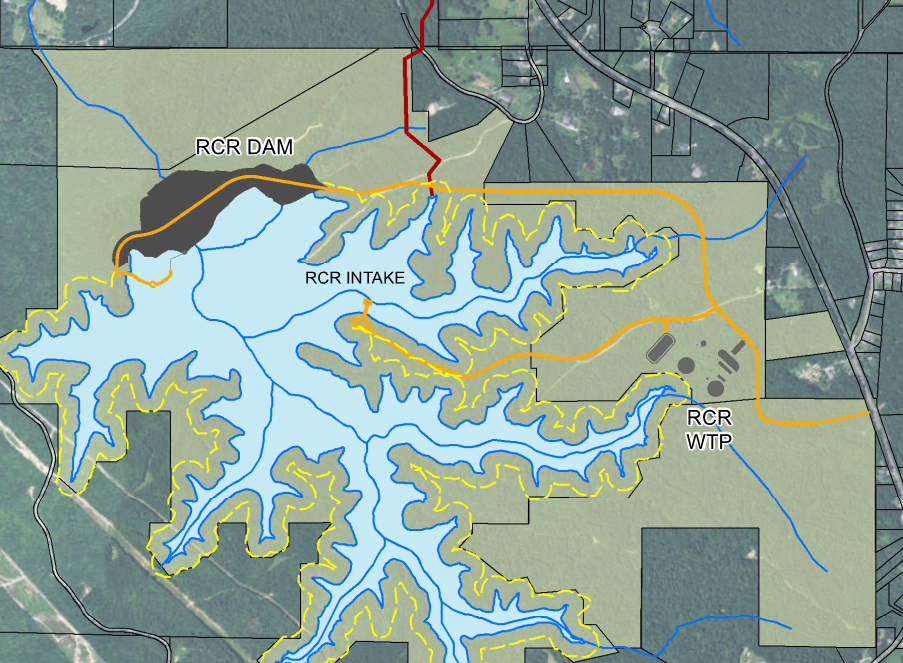 RCR DAM
RCR INTAKE
RCR
WTP